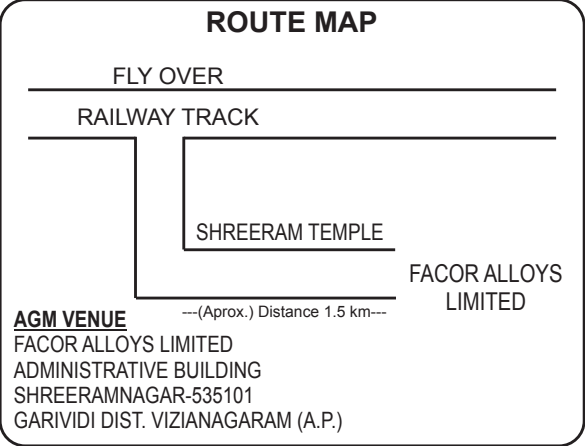 ROUTE MAP
FLY OVER
RAILWAY TRACK
SHREERAM TEMPLE
FACOR ALLOYS
LIMITED
---(Aprox.) Distance 1.5 km---
AGM VENUE
FACOR ALLOYS LIMITED
ADMINISTRATIVE BUILDING
SHREERAMNAGAR-535101
GARIVIDI DIST. VIZIANAGARAM (A.P.)